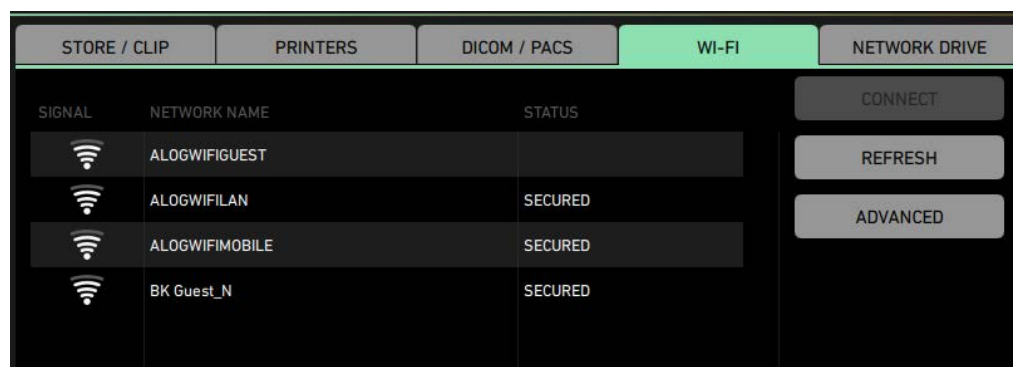 STORE / CLIP PRINTERS DICOM / PACS WI-FI NETWORK DRIVE
SIGNAL NETWORK NAME STATUS CONNECT
ALOGWIFIGUEST REFRESH
ALOGWIFILAN SECURED ADVANCED
ALOGWIFIMOBILE SECURED
BK Guest_N SECURED